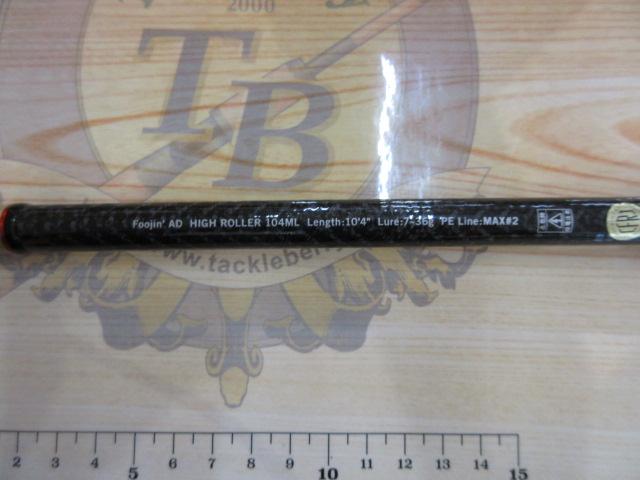 2000
TB
Foojin' AD HIGH ROLLER 104ML Length:10'4" Lure:7-36g PE Line:MAX#2
www.tackleber
2 3 4 5 6 7 8 9 10 11 12 13 14 15